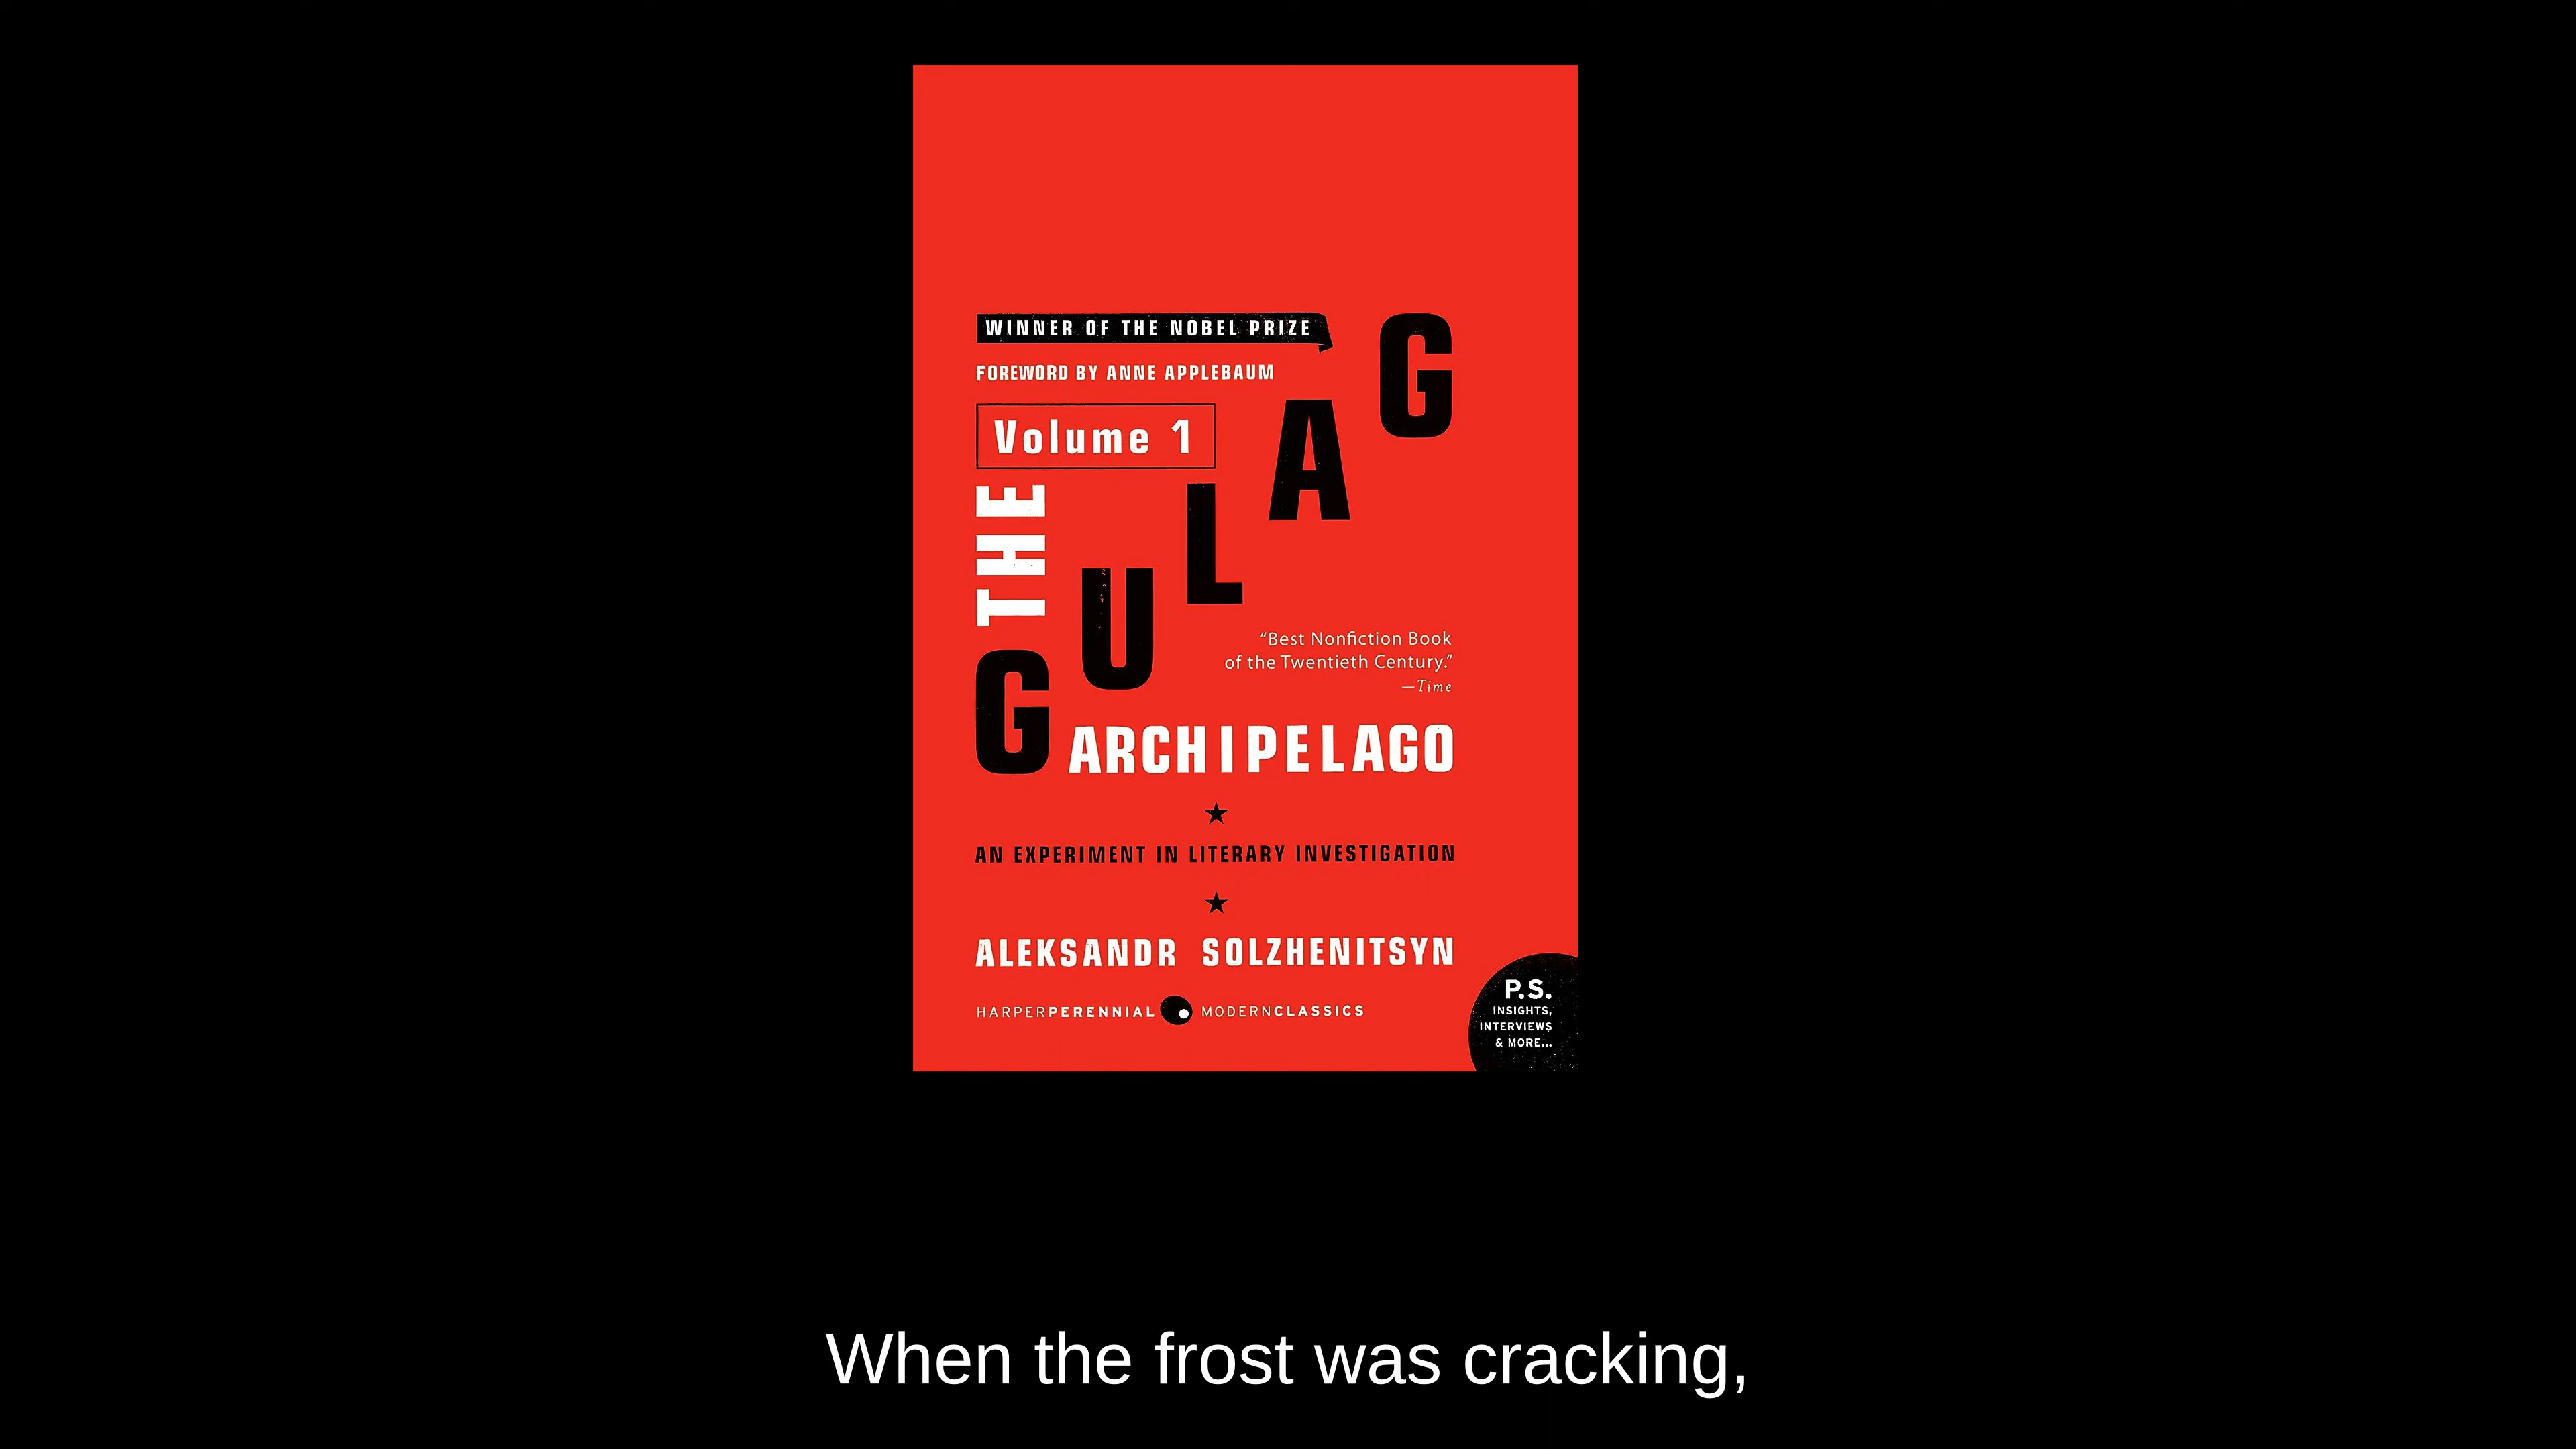 WINNER OF THE NOBEL PRIZE
FOREWORD BY ANNE APPLEBAUM
Volume 1
THE
GULAG
"Best Nonfiction Book
of the Twentieth Century."
—Time
ARCHIPELAGO
AN EXPERIMENT IN LITERARY INVESTIGATION
ALEKSANDR SOLZHENITSYN
HARPERPERENNIAL MODERNCLASSICS
P.S.
INSIGHTS,
INTERVIEWS
& MORE...
When the frost was cracking,